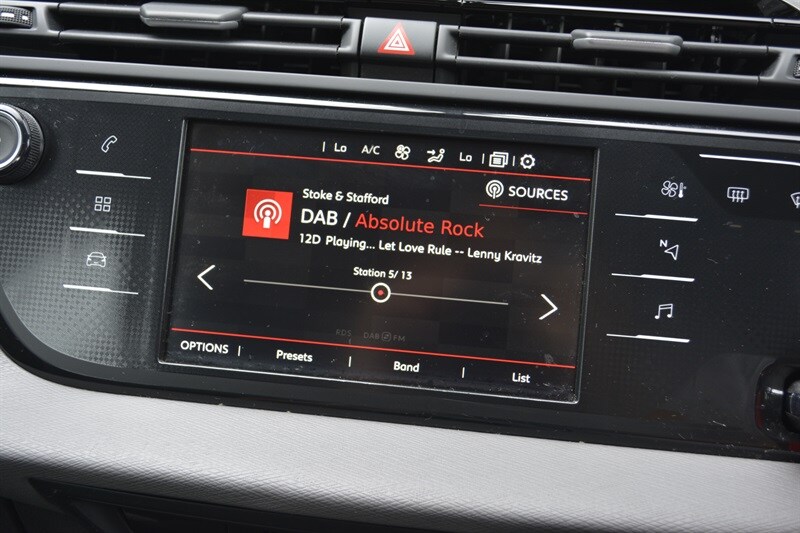 Lo A/C Lo
SOURCES
Stoke & Stafford
DAB / Absolute Rock
12D Playing... Let Love Rule -- Lenny Kravitz
Station 5/ 13
RDS DAB FM
OPTIONS Presets Band List
N